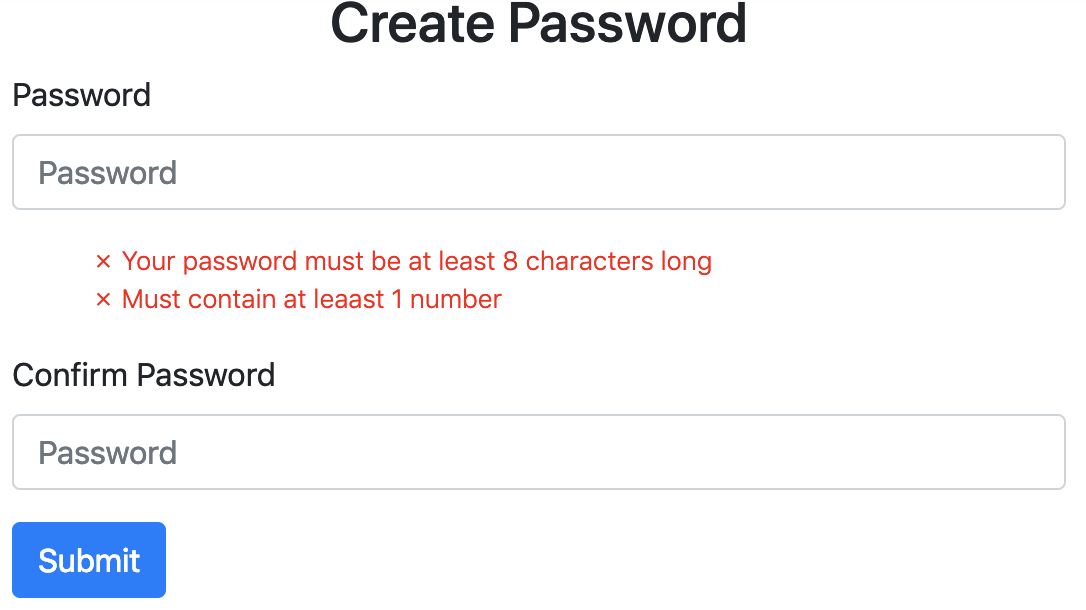 Create Password
Password
Password
× Your password must be at least 8 characters long
× Must contain at leaast 1 number
Confirm Password
Password
Submit